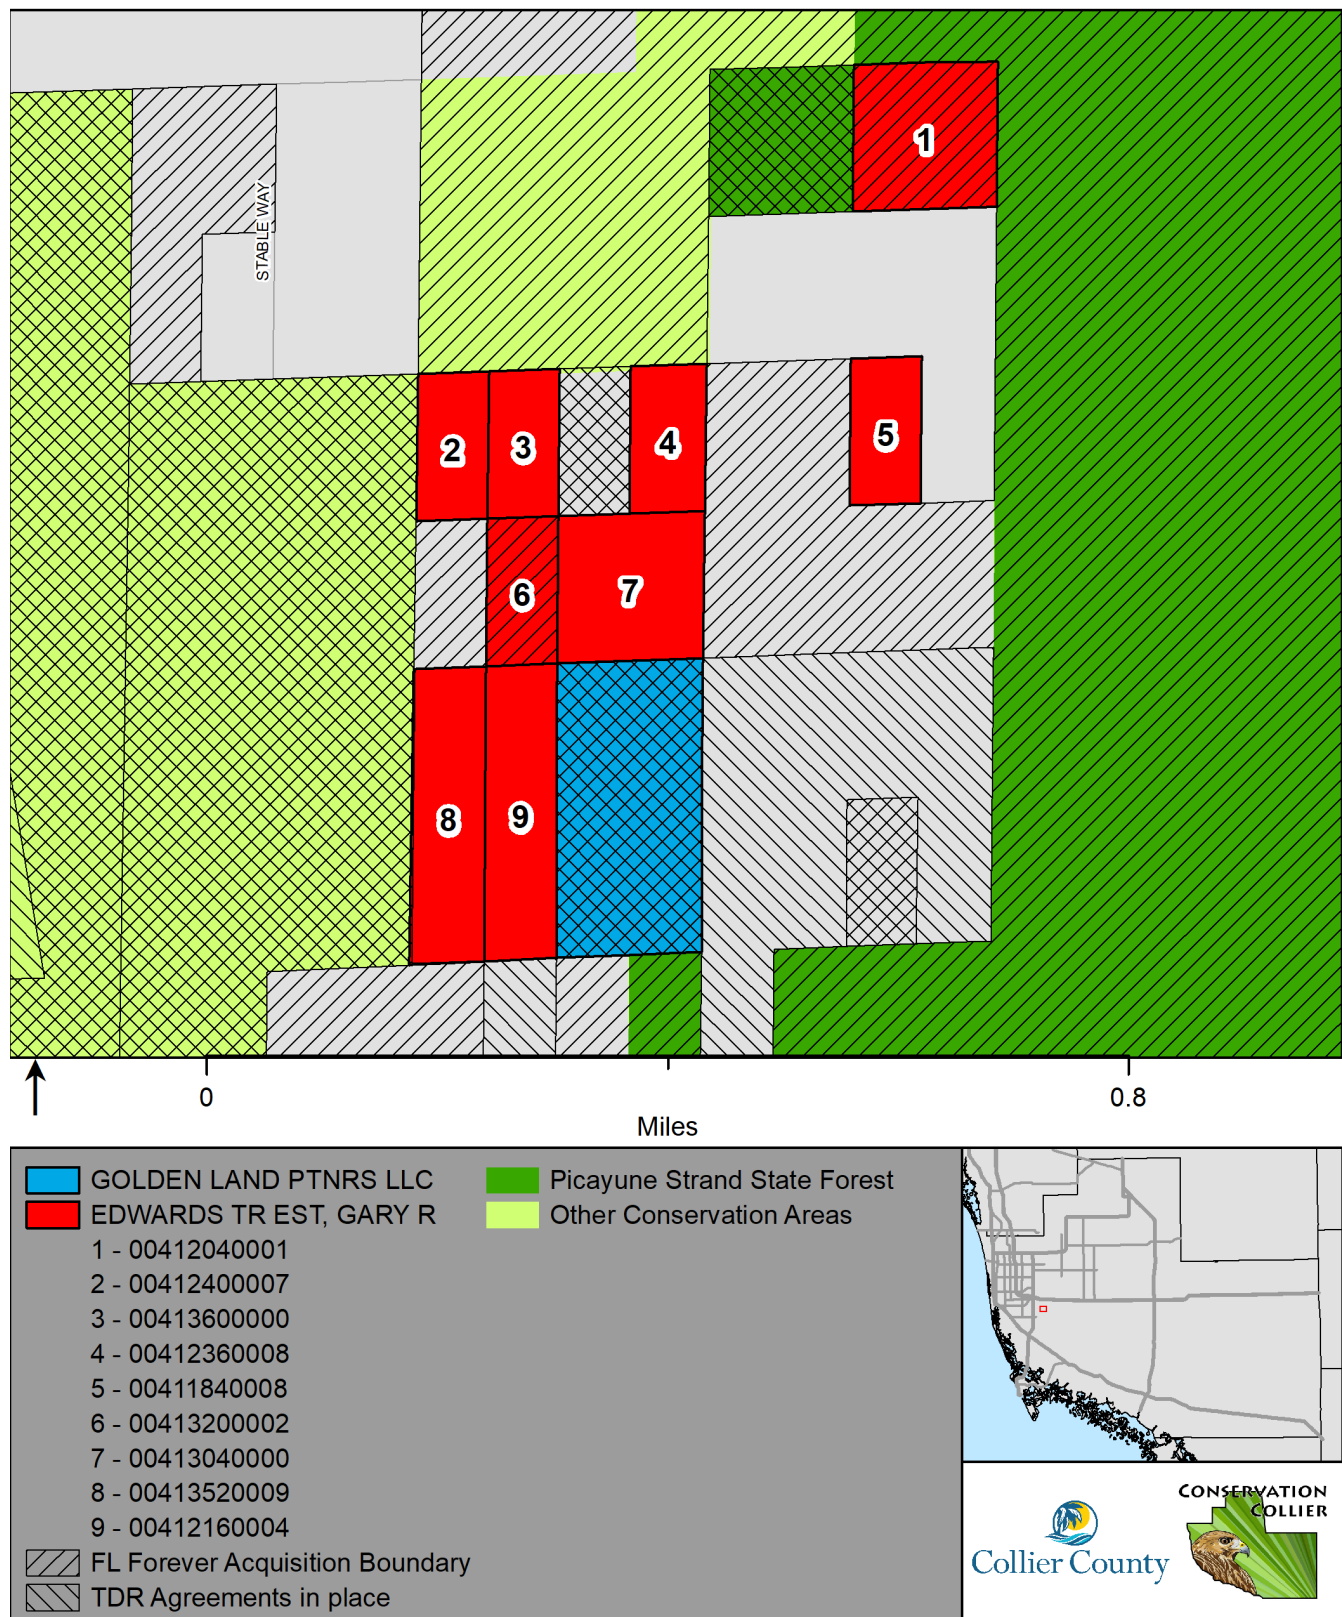 1
STABLE WAY
2
3
4
5
6
7
8
9
0
0.8
Miles
GOLDEN LAND PTNRS LLC
EDWARDS TR EST, GARY R
1 - 00412040001
2 - 00412400007
3 - 00413600000
4 - 00412360008
5 - 00411840008
6 - 00413200002
7 - 00413040000
8 - 00413520009
9 - 00412160004
FL Forever Acquisition Boundary
TDR Agreements in place
Picayune Strand State Forest
Other Conservation Areas
Collier County
CONSERVATION
COLLIER